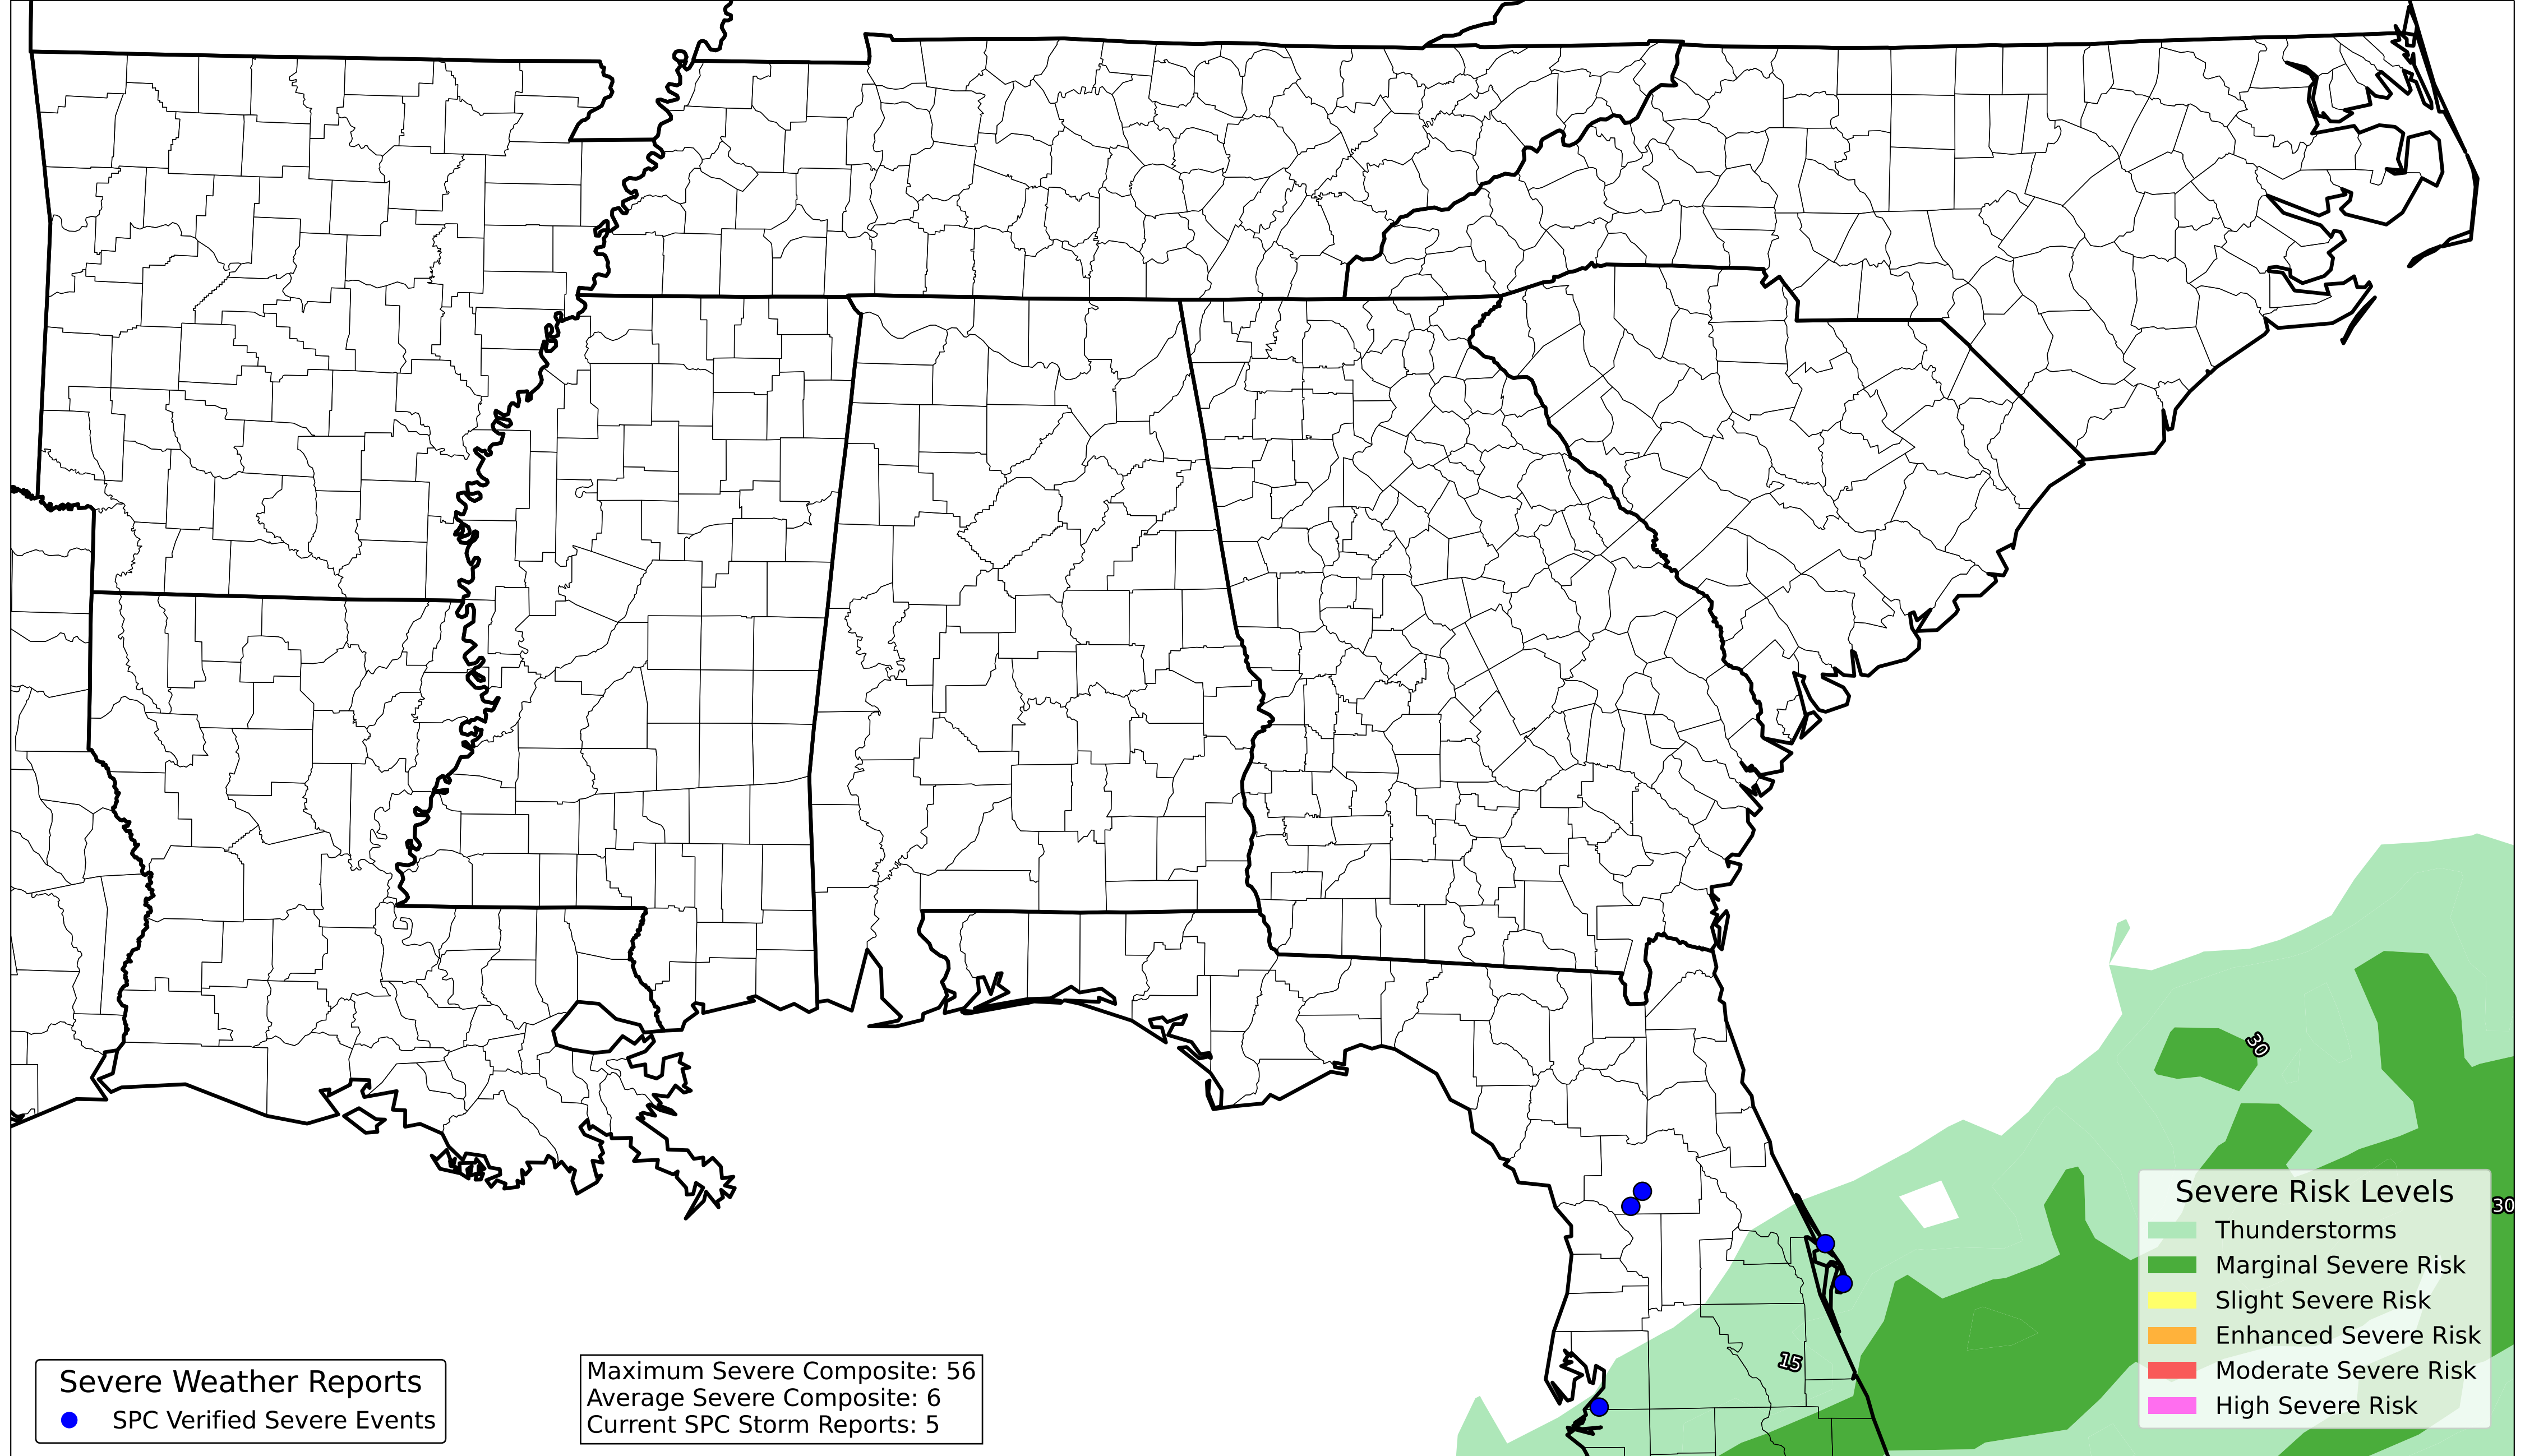 30
30
15
Severe Risk Levels
Thunderstorms
Marginal Severe Risk
Slight Severe Risk
Enhanced Severe Risk
Moderate Severe Risk
High Severe Risk
Severe Weather Reports
SPC Verified Severe Events
Maximum Severe Composite: 56
Average Severe Composite: 6
Current SPC Storm Reports: 5